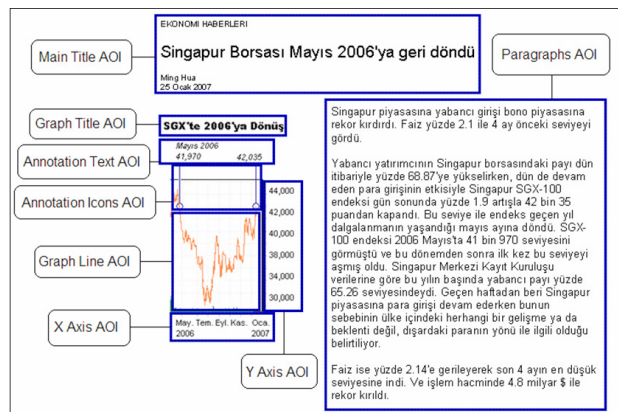 EKONOMI HABERLERI
Singapur Borsası Mayıs 2006'ya geri döndü
Ming Hua
25 Ocak 2007
Main Title AOI
Paragraphs AOI
Graph Title AOI
SGX'te 2006'ya Dönüş
Annotation Text AOI
Mayıs 2006
41,970 42,035
Annotation Icons AOI
Graph Line AOI
44,000
42,000
40,000
38,000
34,000
30,000
X Axis AOI
May. Tem. Eyl. Kas. Oca.
2006 2007
Y Axis AOI
Singapur piyasasına yabancı girişi bono piyasasına
rekor kırdırdı. Faiz yüzde 2.1 ile 4 ay önceki seviyeyi
gördü.
Yabancı yatırımcının Singapur borsasındaki payı dün
itibariyle yüzde 68.87'ye yükselirken, dün de devam
eden para girişinin etkisiyle Singapur SGX-100
endeksi gün sonunda yüzde 1.9 artışla 42 bin 35
puandan kapandı. Bu seviye ile endeks geçen yıl
dalgalanmanın yaşandığı mayıs ayına döndü. SGX-
100 endeksi 2006 Mayıs'ta 41 bin 970 seviyesini
görmüştü ve bu dönemden sonra ilk kez bu seviyeyi
aşmış oldu. Singapur Merkezi Kayıt Kuruluşu
verilerine göre bu yılın başında yabancı payı yüzde
65.26 seviyesindeydi. Geçen haftadan beri Singapur
piyasasına para girişi devam ederken bunun
sebebinin ülke içindeki herhangi bir gelişme ya da
beklenti değil, dışardaki paranın yönü ile ilgili olduğu
belirtiliyor.
Faiz ise yüzde 2.14'e gerileyerek son 4 ayın en düşük
seviyesine indi. Ve işlem hacminde 4.8 milyar $ ile
rekor kırıldı.